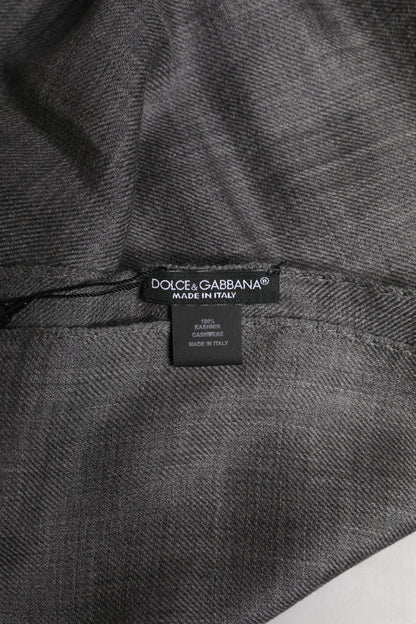 DOLCE & GABBANA®
MADE IN ITALY
100%
KASHMIR
CASHMERE
MADE IN ITALY